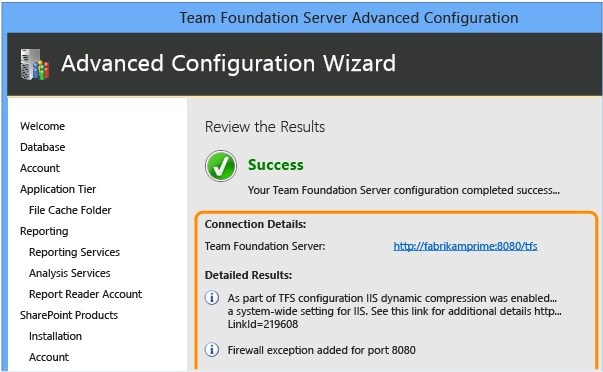 Team Foundation Server Advanced Configuration
Advanced Configuration Wizard
Welcome
Database
Account
Application Tier
File Cache Folder
Reporting
Reporting Services
Analysis Services
Report Reader Account
SharePoint Products
Installation
Account
Review the Results
Success
Your Team Foundation Server configuration completed success...
Connection Details:
Team Foundation Server: http://fabrikamprime:8080/tfs
Detailed Results:
As part of TFS configuration IIS dynamic compression was enabled...
a system-wide setting for IIS. See this link for additional details http...
LinkId=219608
Firewall exception added for port 8080